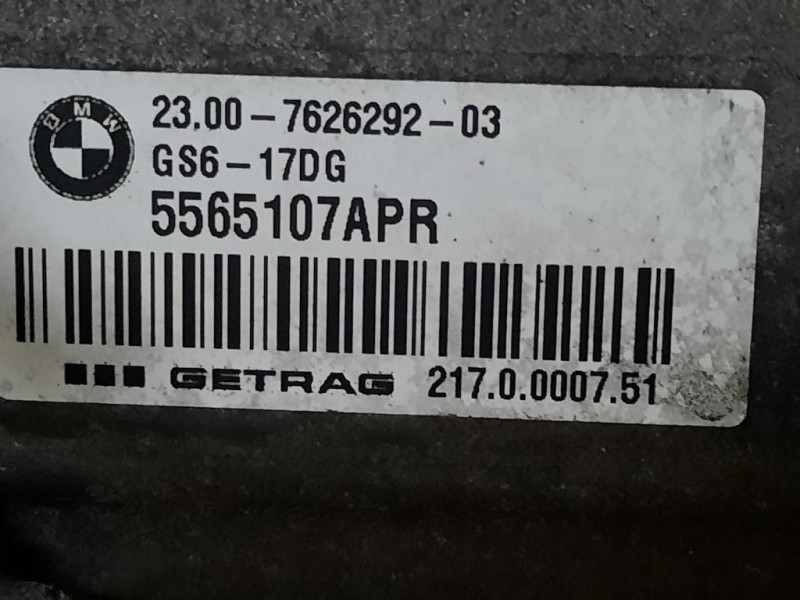 BMW
23.00-7626292-03
GS6-17DG
5565107APR
GETRAG 217.0.0007.51